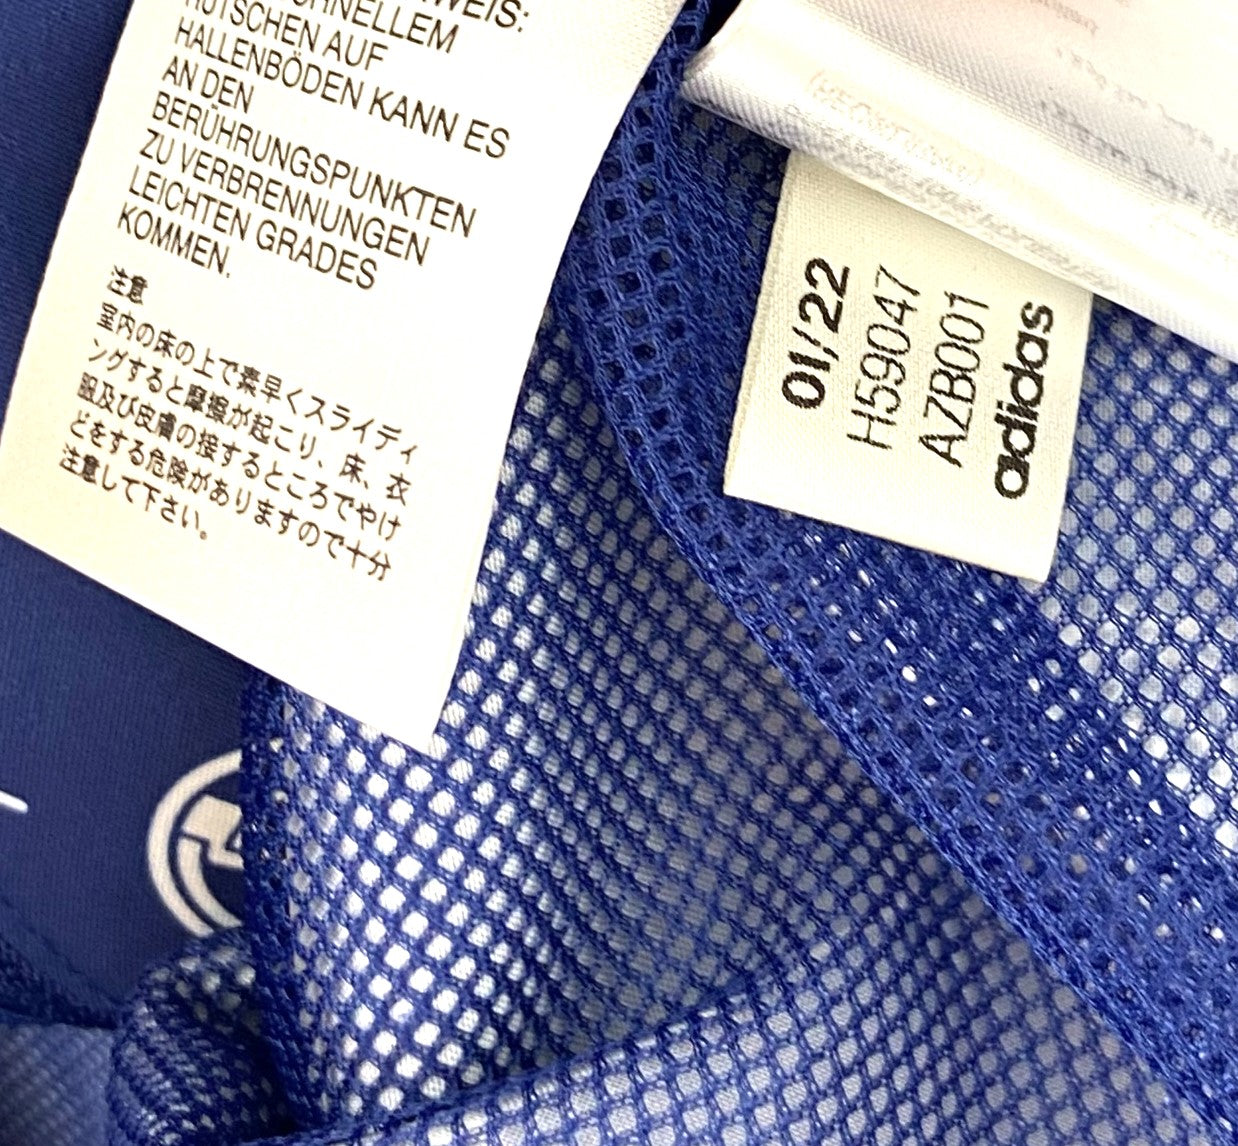 WEIS:
HNELLEM
RUTSCHEN AUF
HALLENBÖDEN KANN ES
AN DEN
BERÜHRUNGSPUNKTEN
ZU VERBRENNUNGEN
LEICHTEN GRADES
KOMMEN.
注意
室内の床の上で素早くスライディ
ングすると摩擦が起こり、床、衣
服及び皮膚の接するところでやけ
どをする危険がありますので十分
注意して下さい。
01/22
H59047
AZB001
adidas